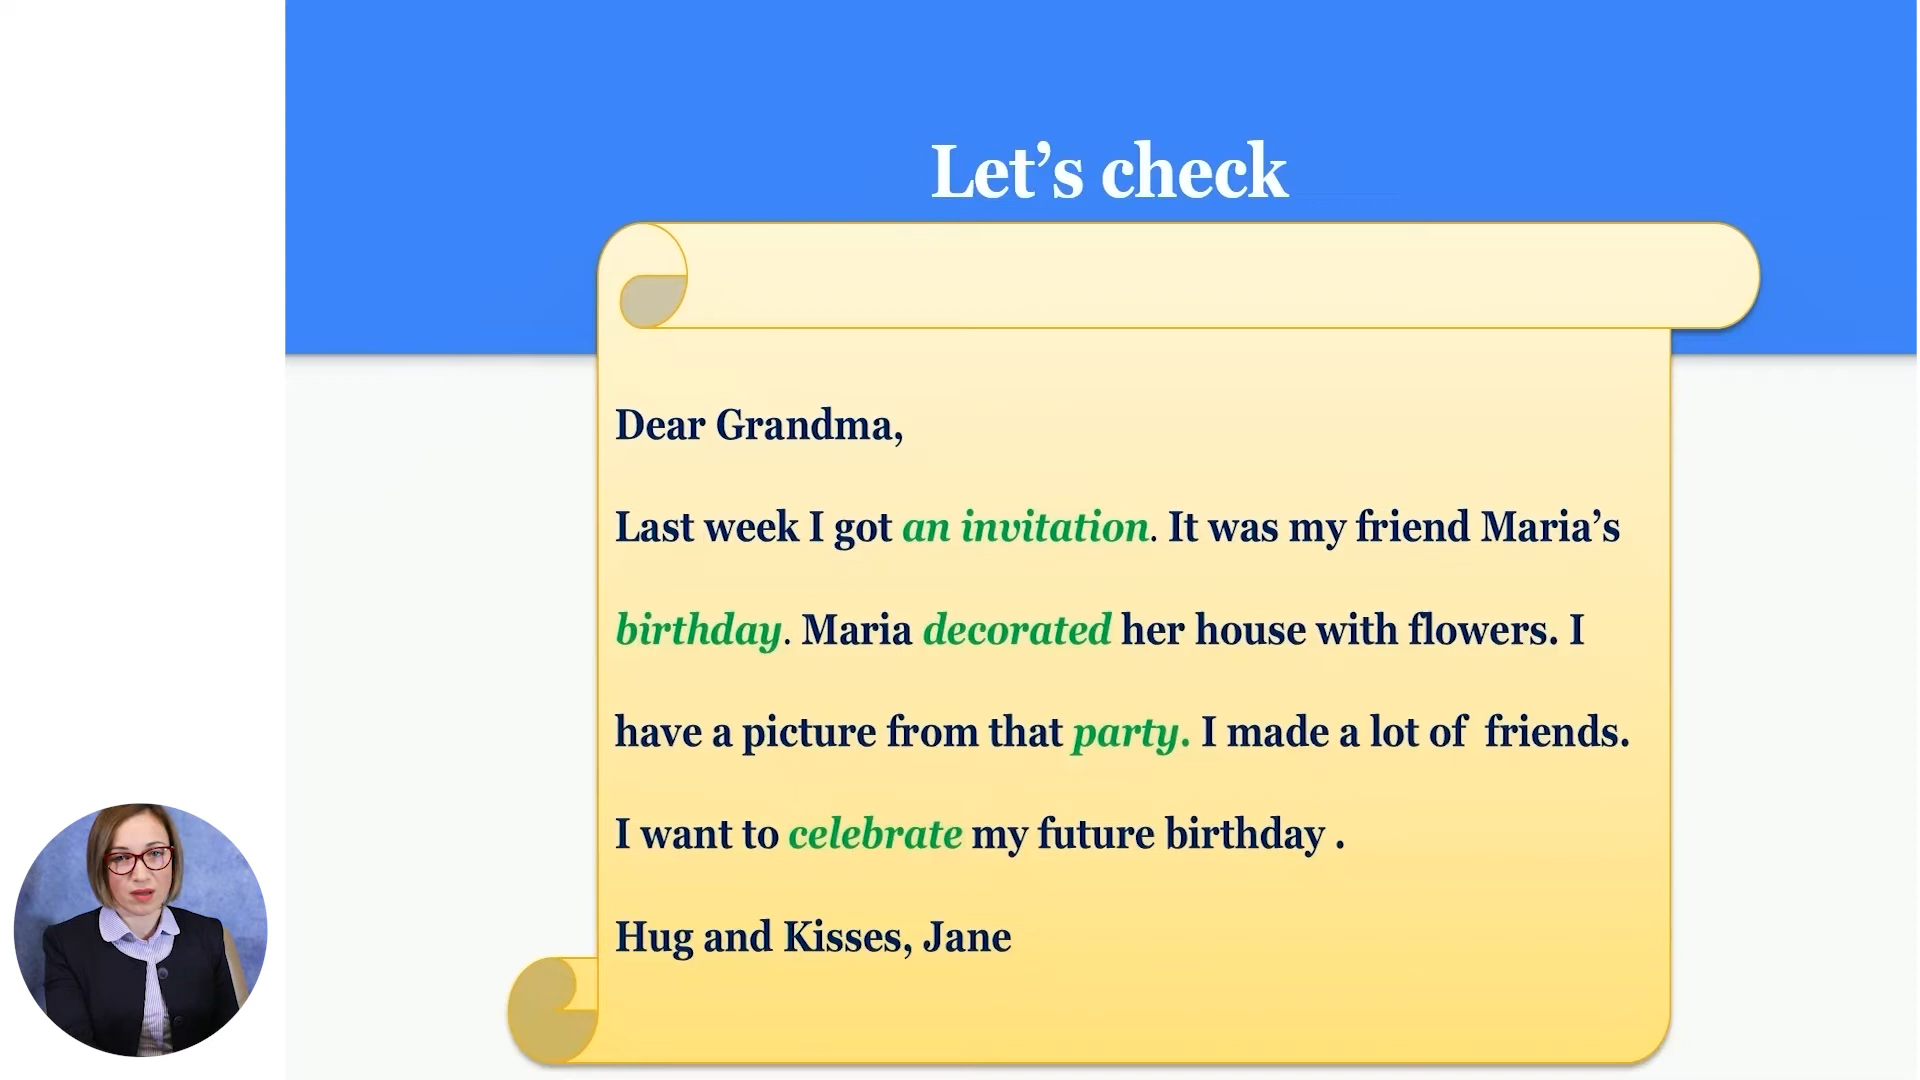 Let’s check
Dear Grandma,
Last week I got an invitation. It was my friend Maria’s
birthday. Maria decorated her house with flowers. I
have a picture from that party. I made a lot of  friends.
I want to celebrate my future birthday .
Hug and Kisses, Jane